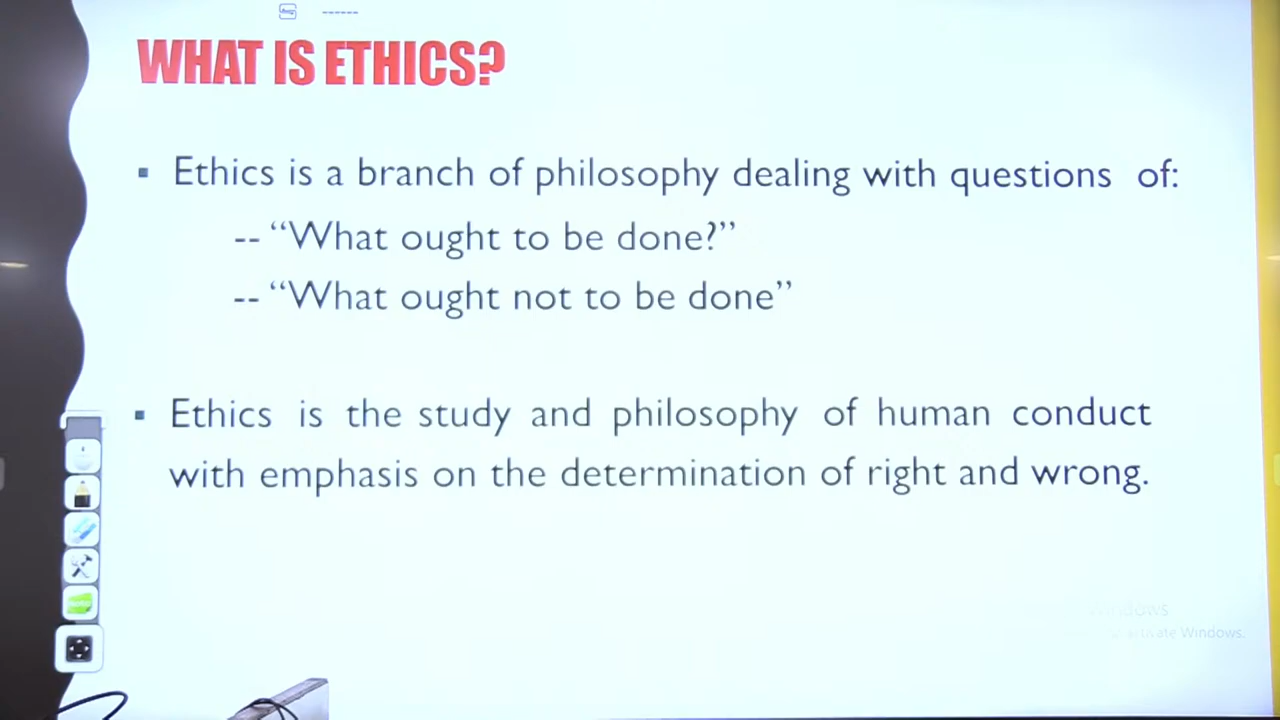 WHAT IS ETHICS?
▪ Ethics is a branch of philosophy dealing with questions of:
-- “What ought to be done?”
-- “What ought not to be done”
▪ Ethics is the study and philosophy of human conduct
with emphasis on the determination of right and wrong.
Windows
Windows.